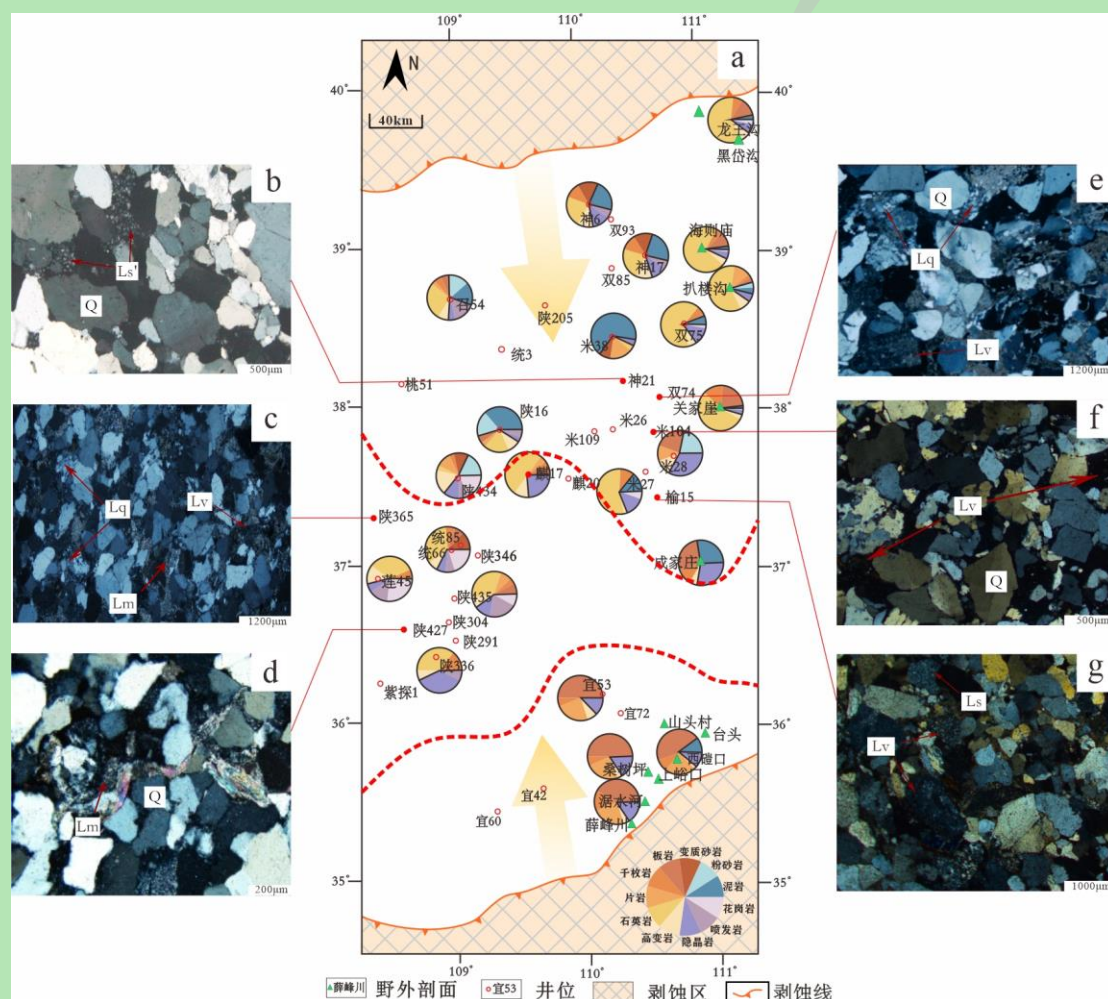 109° 110° 111°
a
N
40km
40° 40°
39° 39°
38° 38°
37° 37°
36° 36°
35° 35°
龙王沟
黑岱沟
神6
双93
海则庙
神17
双85
扒楼沟
召54
陕205
双75
米38
统3
桃51
神21
双74
关家崖
陕16
米26
米109
米104
米28
陕434
麒17
麒20
米27
榆15
陕365
统85
统66
陕346
成家庄
莲45
陕435
陕304
陕427
陕291
陕336
紫探1
宜53
宜72
山头村
台头
西磑口
桑树坪
上峪口
宜42
涺水河
宜60
薛峰川
板岩
变质砂岩
千枚岩
粉砂岩
片岩
泥岩
石英岩
花岗岩
高变岩
喷发岩
隐晶岩
109° 110° 111°
b
Ls'
Q
500μm
c
Lq
Lv
Lm
1200μm
d
Lm
Q
200μm
e
Q
Lq
Lv
1200μm
f
Lv
Q
500μm
g
Ls
Lv
1000μm
薛峰川 野外剖面 宜53 井位 剥蚀区 剥蚀线